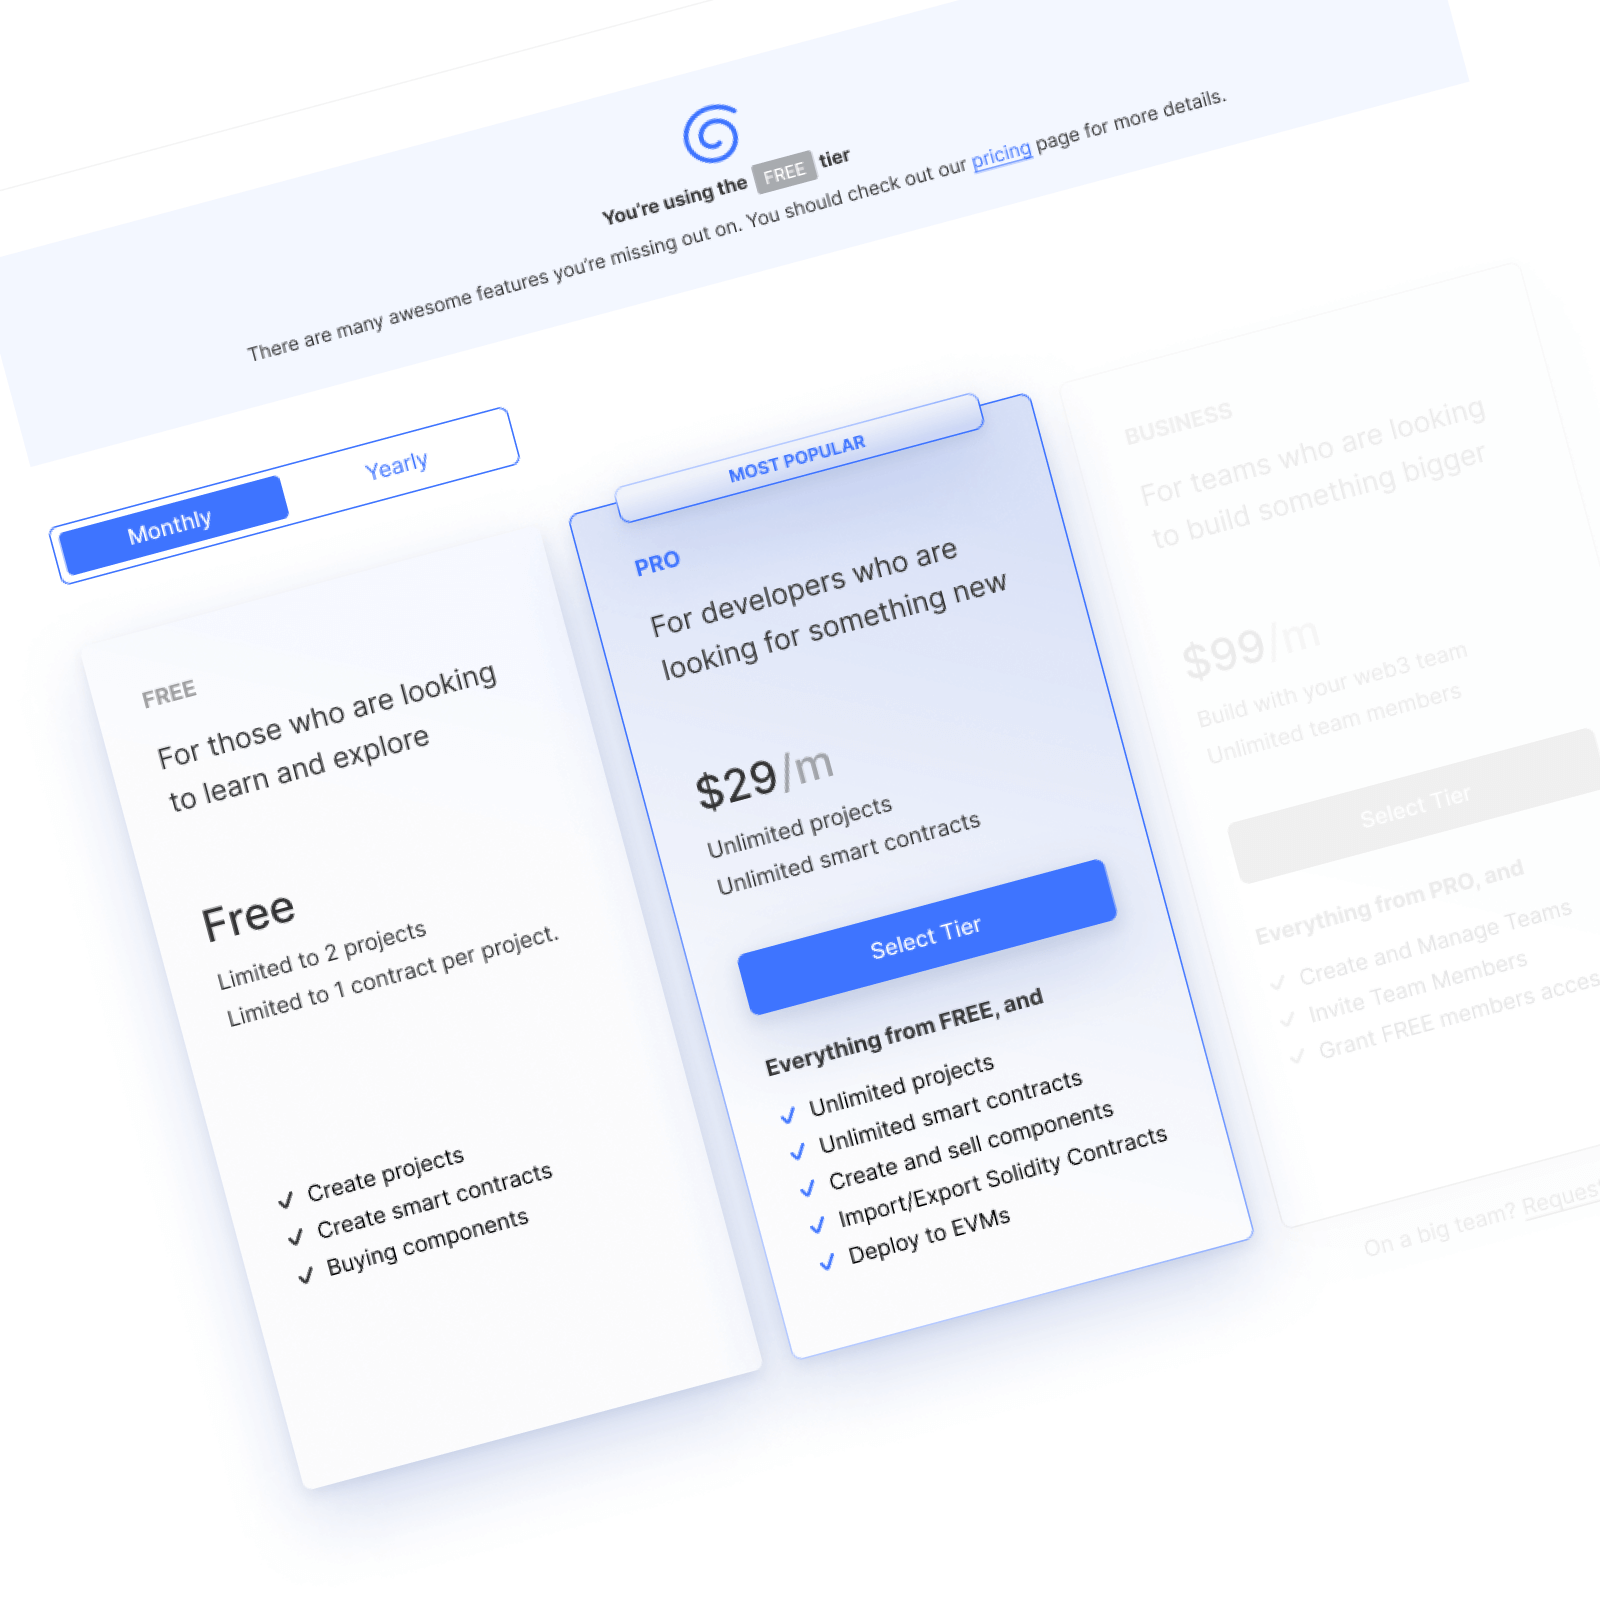 You're using the FREE tier
There are many awesome features you're missing out on. You should check out our pricing page for more details.
Monthly
Yearly
FREE
For those who are looking
to learn and explore
Free
Limited to 2 projects
Limited to 1 contract per project.
Create projects
Create smart contracts
Buying components
MOST POPULAR
PRO
For developers who are
looking for something new
$29/m
Unlimited projects
Unlimited smart contracts
Select Tier
Everything from FREE, and
Unlimited projects
Unlimited smart contracts
Create and sell components
Import/Export Solidity Contracts
Deploy to EVMs
BUSINESS
For teams who are looking
to build something bigger
$99/m
Build with your web3 team
Unlimited team members
Select Tier
Everything from PRO, and
Create and Manage Teams
Invite Team Members
Grant FREE members
On a big team?